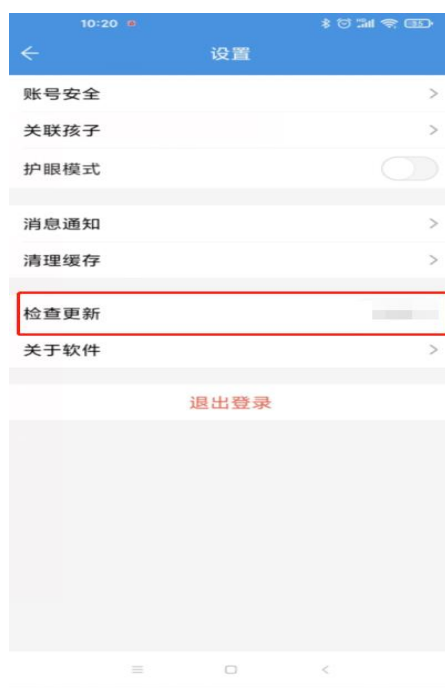 10:20
设置
账号安全
关联孩子
护眼模式
消息通知
清理缓存
检查更新
关于软件
退出登录